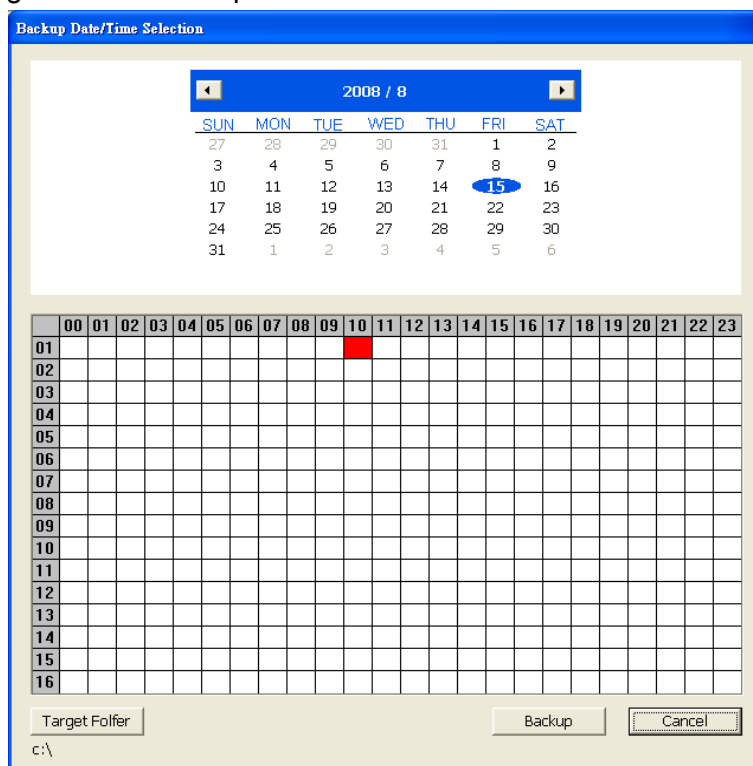 Backup Date/Time Selection
2008 / 8
SUN MON TUE WED THU FRI SAT
27 28 29 30 31 1 2
3 4 5 6 7 8 9
10 11 12 13 14 15 16
17 18 19 20 21 22 23
24 25 26 27 28 29 30
31 1 2 3 4 5 6
00 01 02 03 04 05 06 07 08 09 10 11 12 13 14 15 16 17 18 19 20 21 22 23
01
02
03
04
05
06
07
08
09
10
11
12
13
14
15
16
Target Folfer Backup Cancel
c:\